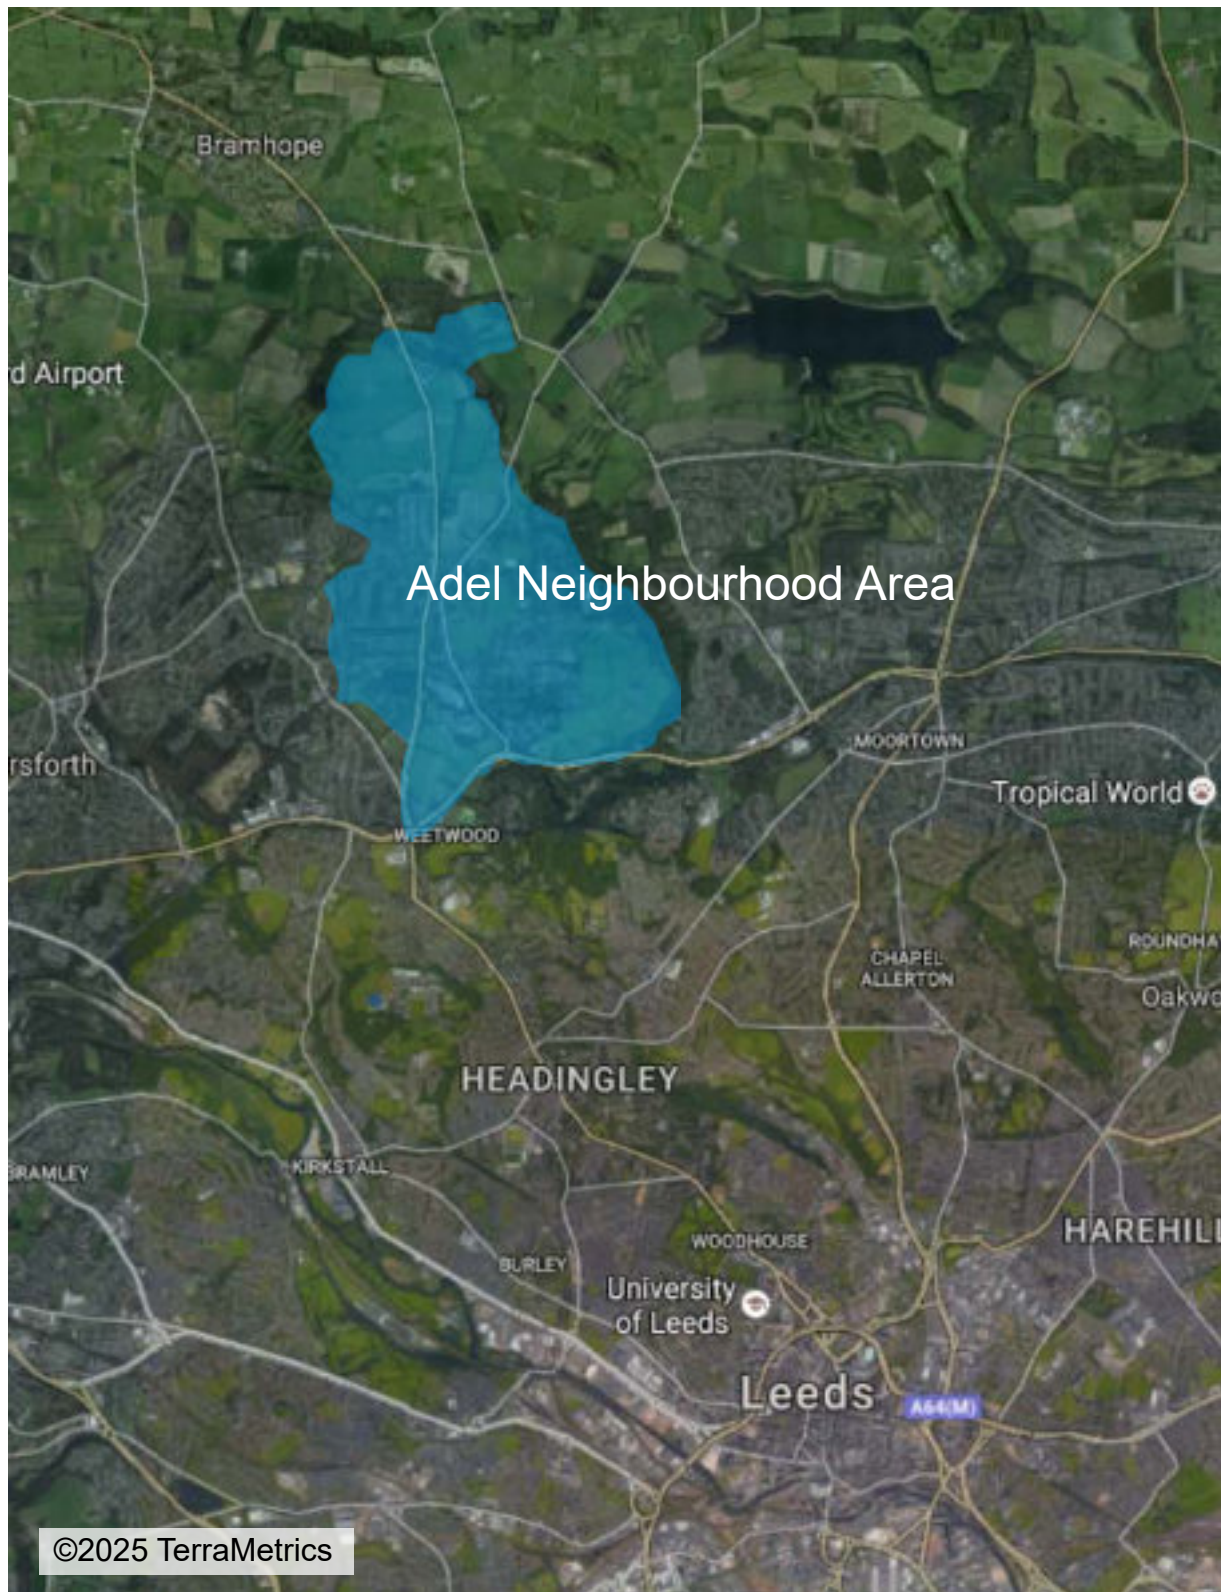 Bramhope
rd Airport
Adel Neighbourhood Area
MOORTOWN
rsforth
Tropical World
WEETWOOD
ROUNDHA
CHAPEL
ALLERTON
Oakwo
HEADINGLEY
KIRKSTALL
BRAMLEY
HAREHILL
WOODHOUSE
BURLEY
University
of Leeds
Leeds
A64(M)
©2025 TerraMetrics